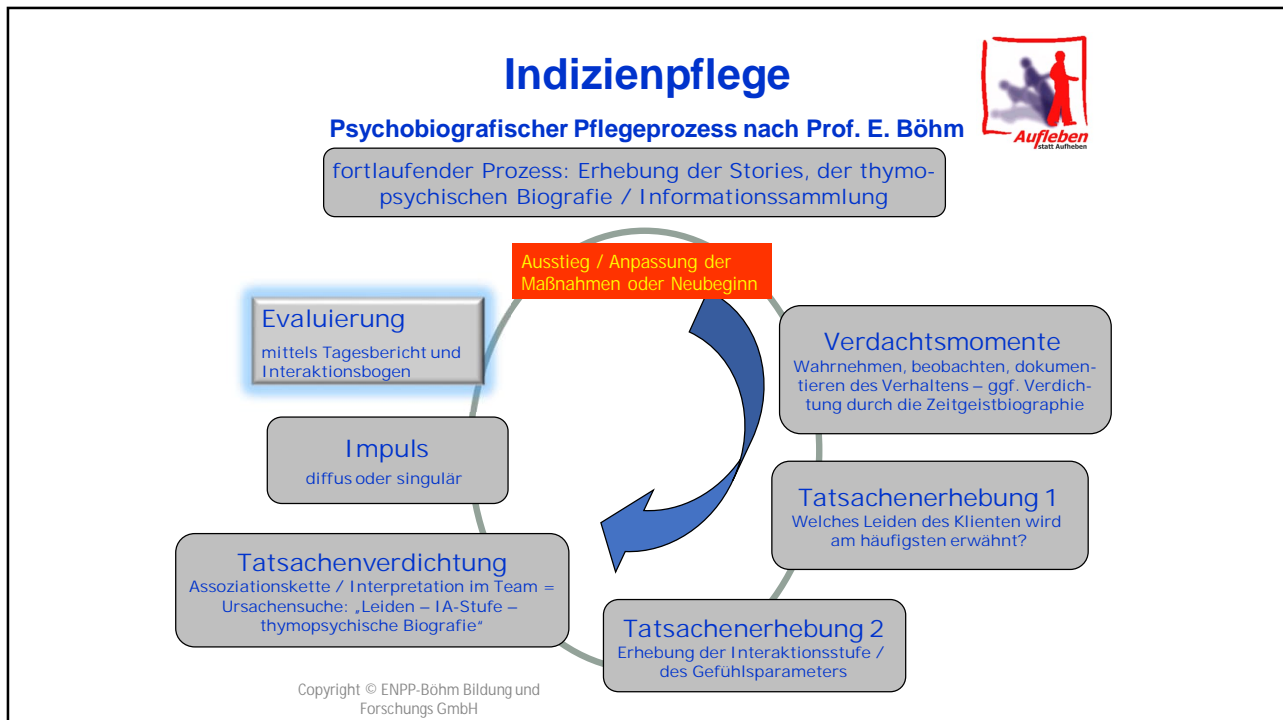 Indizienpflege
Psychobiografischer Pflegeprozess nach Prof. E. Böhm
Aufleben
statt Aufheben
fortlaufender Prozess: Erhebung der Stories, der thymo-
psychischen Biografie / Informationssammlung
Ausstieg / Anpassung der
Maßnahmen oder Neubeginn
Verdachtsmomente
Wahrnehmen, beobachten, dokumen-
tieren des Verhaltens – ggf. Verdich-
tung durch die Zeitgeistbiographie
Tatsachenerhebung 1
Welches Leiden des Klienten wird
am häufigsten erwähnt?
Tatsachenerhebung 2
Erhebung der Interaktionsstufe /
des Gefühlsparameters
Tatsachenverdichtung
Assoziationskette / Interpretation im Team =
Ursachensuche: „Leiden – IA-Stufe –
thymopsychische Biografie“
Impuls
diffus oder singulär
Evaluierung
mittels Tagesbericht und
Interaktionsbogen
Copyright © ENPP-Böhm Bildung und
Forschungs GmbH